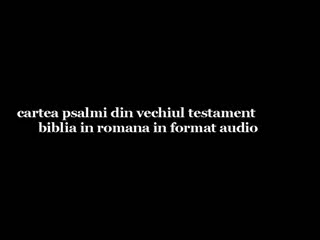 cartea psalmi din vechiul testament
biblia in romana in format audio